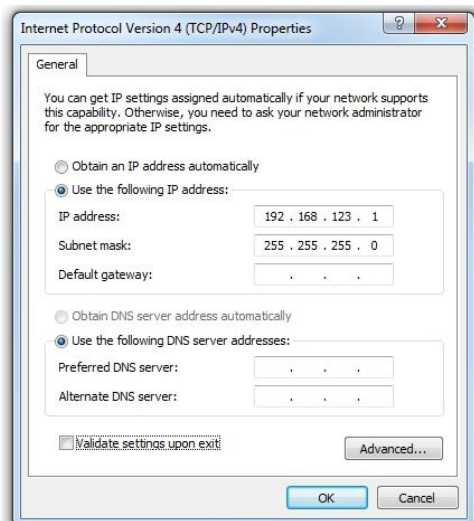 Internet Protocol Version 4 (TCP/IPv4) Properties
General
You can get IP settings assigned automatically if your network supports
this capability. Otherwise, you need to ask your network administrator
for the appropriate IP settings.
Obtain an IP address automatically
Use the following IP address:
IP address: 192 . 168 . 123 . 1
Subnet mask: 255 . 255 . 255 . 0
Default gateway: . . .
Obtain DNS server address automatically
Use the following DNS server addresses:
Preferred DNS server: . . .
Alternate DNS server: . . .
Validate settings upon exit
Advanced...
OK Cancel